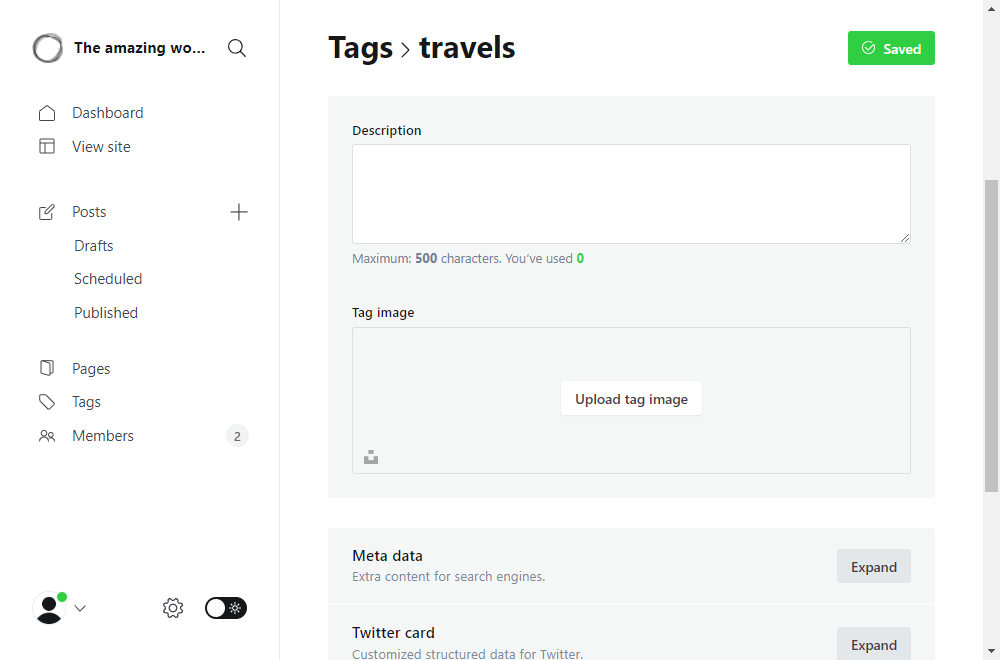 The amazing wo...
Dashboard
View site
Posts
Drafts
Scheduled
Published
Pages
Tags
Members
2
Tags > travels
Saved
Description
Maximum: 500 characters. You’ve used 0
Tag image
Upload tag image
Meta data
Extra content for search engines.
Expand
Twitter card
Customized structured data for Twitter.
Expand